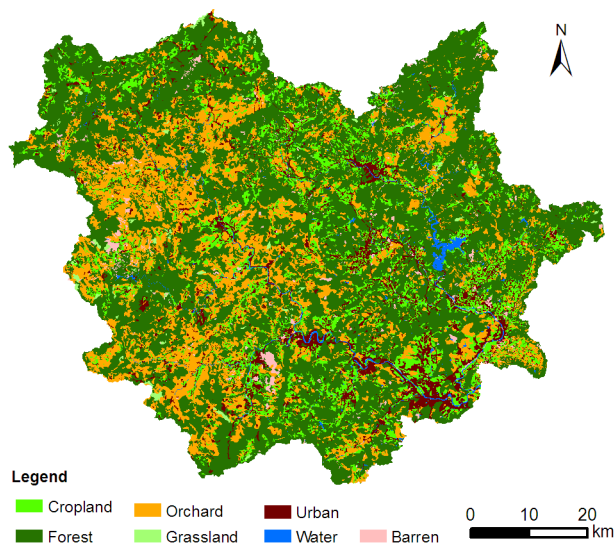 N
Legend
Cropland Orchard Urban
Forest Grassland Water Barren
0 10 20
km